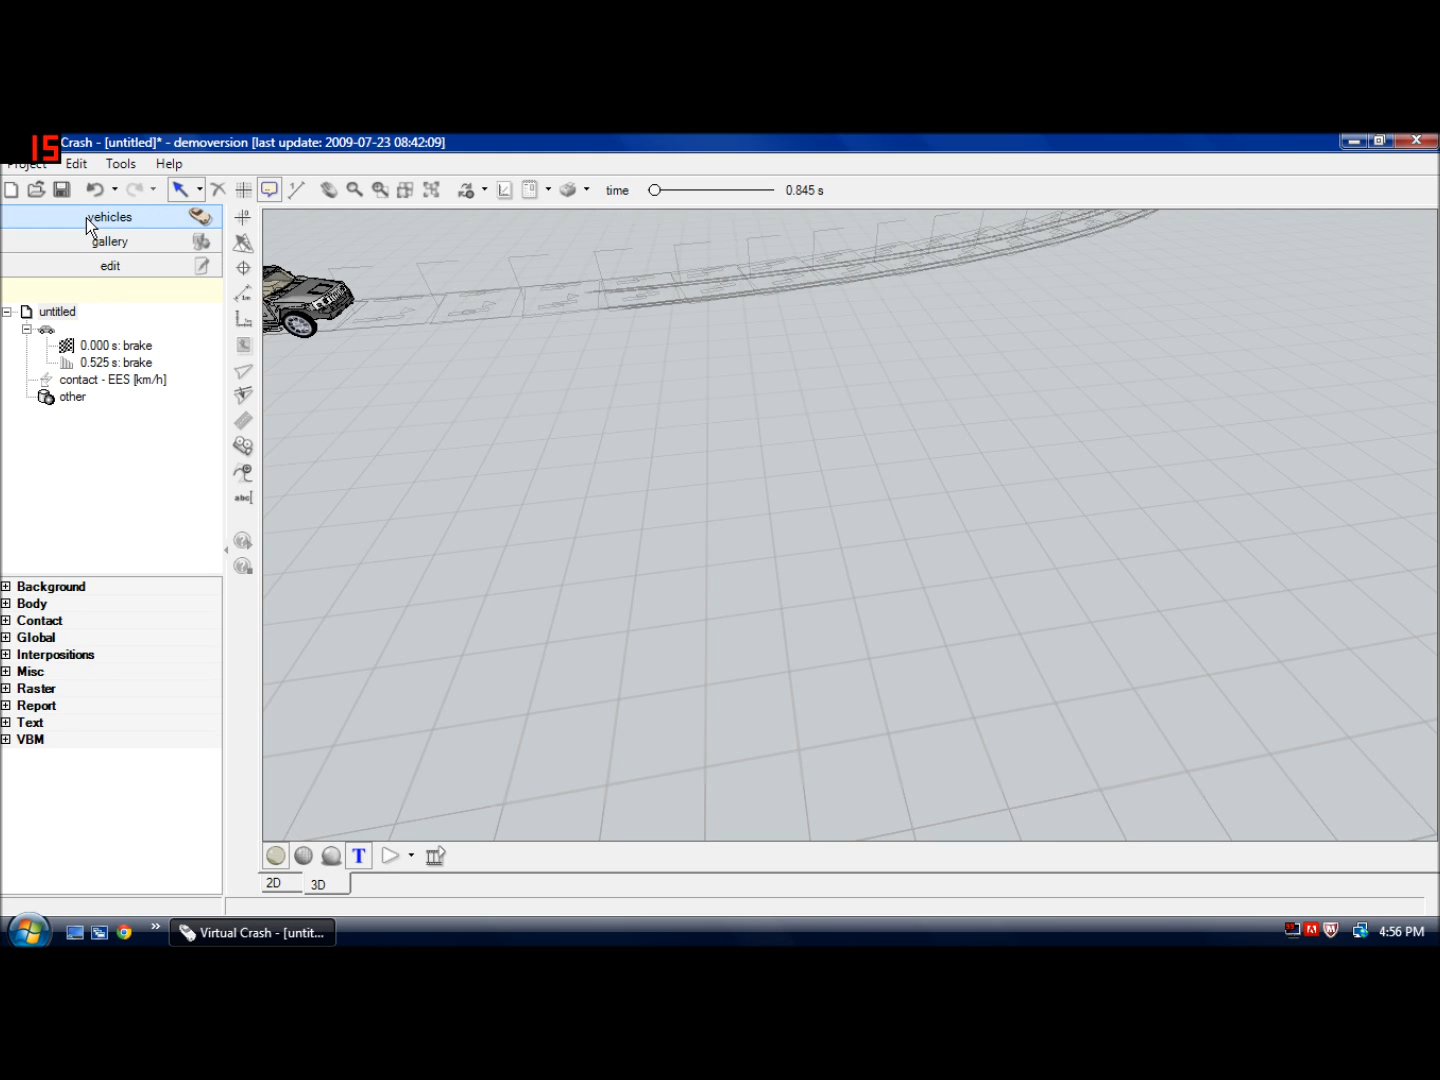 15
Crash - [untitled]* - demoversion [last update: 2009-07-23 08:42:09]
Project Edit Tools Help
time 0.845 s
vehicles
gallery
edit
untitled
0.000 s: brake
0.525 s: brake
contact - EES [km/h]
other
abc
Background
Body
Contact
Global
Interpositions
Misc
Raster
Report
Text
VBM
T
2D 3D
Virtual Crash - [untit...
4:56 PM